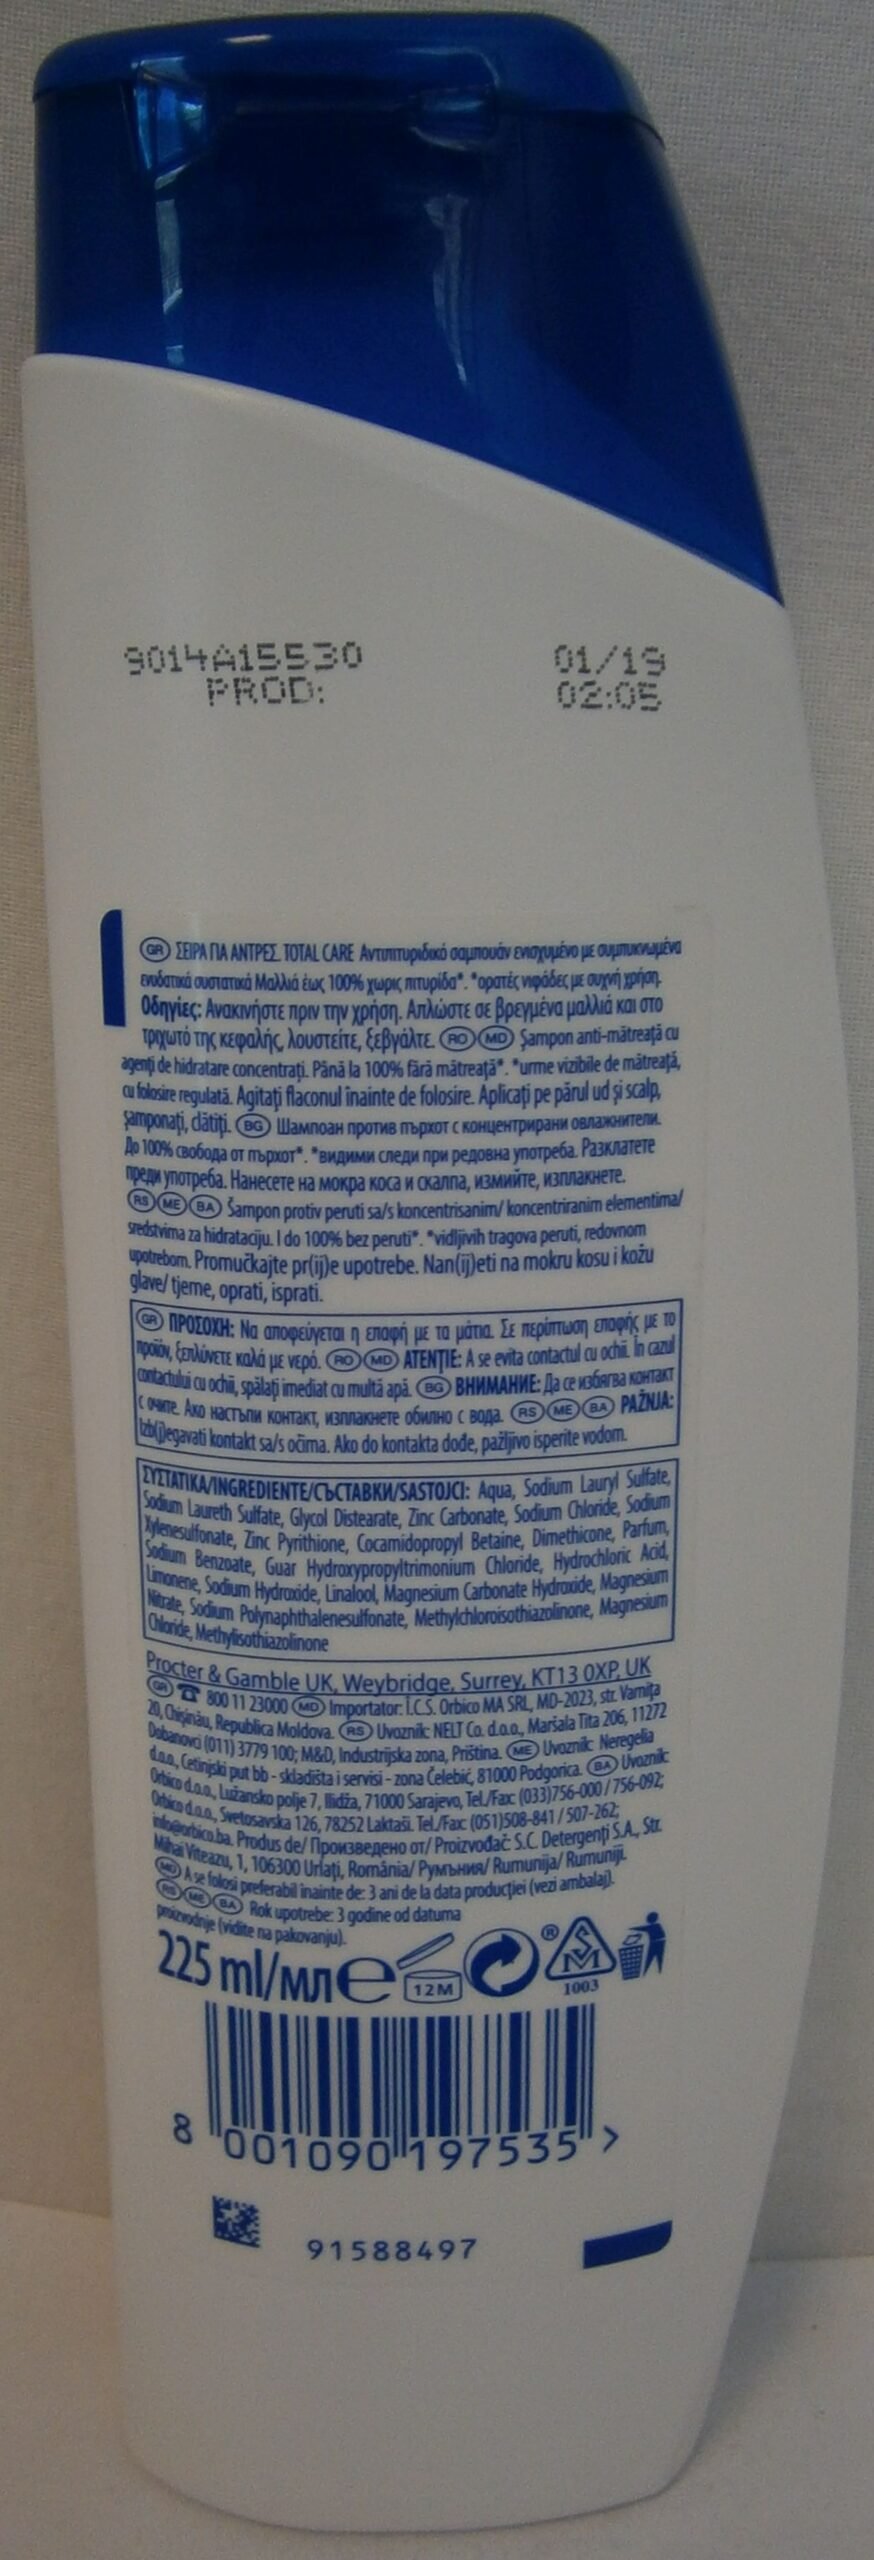 9014A15530 01/19
PROD: 02:05
GR ΣΕΙΡΑ ΓΙΑ ΑΝΤΡΕΣ. TOTAL CARE Αντιπιτυριδικό σαμπουάν ενισχυμένο με συμπυκνωμένα
ενυδατικά συστατικά Μαλλιά έως 100% χωρίς πιτυρίδα*. *ορατές νιφάδες με συχνή χρήση.
Οδηγίες: Ανακινήστε πριν την χρήση. Απλώστε σε βρεγμένα μαλλιά και στο
τριχωτό της κεφαλής, λουστείτε, ξεβγάλτε. RO MD Şampon anti-mătreață cu
agenți de hidratare concentrați. Până la 100% fără mătreață*. *urme vizibile de mătreață,
cu folosire regulată. Agitați flaconul înainte de folosire. Aplicați pe părul ud și scalp,
șamponați, clătiți. BG Шампоан против пърхот с концентрирани овлажнители.
До 100% свобода от пърхот*. *видими следи при редовна употреба. Разклатете
преди употреба. Нанесете на мокра коса и скалпа, измийте, изплакнете.
RS ME BA Šampon protiv peruti sa/s koncentrisanim/ koncentriranim elementima/
sredstvima za hidrataciju. I do 100% bez peruti*. *vidljivih tragova peruti, redovnom
upotrebom. Promućkajte pr(ij)e upotrebe. Nan(ij)eti na mokru kosu i kožu
glave/ tjeme, oprati, isprati.
GR ΠΡΟΣΟΧΗ: Να αποφεύγεται η επαφή με τα μάτια. Σε περίπτωση επαφής με το
προϊόν, ξεπλύνετε καλά με νερό. RO MD ATENȚIE: A se evita contactul cu ochii. În cazul
contactului cu ochii, spălați imediat cu multă apă. BG ВНИМАНИЕ: Да се избягва контакт
с очите. Ако настъпи контакт, изплакнете обилно с вода. RS ME BA PAŽNJA:
Izb(j)egavati kontakt sa/s očima. Ako do kontakta dođe, pažljivo isperite vodom.
ΣΥΣΤΑΤΙΚΑ/INGREDIENTE/СЪСТАВКИ/SASTOJCI: Aqua, Sodium Lauryl Sulfate,
Sodium Laureth Sulfate, Glycol Distearate, Zinc Carbonate, Sodium Chloride, Sodium
Xylenesulfonate, Zinc Pyrithione, Cocamidopropyl Betaine, Dimethicone, Parfum,
Sodium Benzoate, Guar Hydroxypropyltrimonium Chloride, Hydrochloric Acid,
Limonene, Sodium Hydroxide, Linalool, Magnesium Carbonate Hydroxide, Magnesium
Nitrate, Sodium Polynaphthalenesulfonate, Methylchloroisothiazolinone, Magnesium
Chloride, Methylisothiazolinone
Procter & Gamble UK, Weybridge, Surrey, KT13 0XP, UK
GR 800 11 23000 MD Importator: Î.C.S. Orbico MA SRL, MD-2023, str. Varnița
20, Chișinău, Republica Moldova. RS Uvoznik: NELT Co. d.o.o., Maršala Tita 206, 11272
Dobanovci (011) 3779 100; M&D, Industrijska zona, Priština. ME Uvoznik: Neregelia
d.o.o., Cetinjski put bb - skladišta i servisi - zona Čelebić, 81000 Podgorica. BA Uvoznik:
Orbico d.o.o., Lužansko polje 7, Ilidža, 71000 Sarajevo, Tel./Fax: (033)756-000 / 756-092;
Orbico d.o.o., Svetosavska 126, 78252 Laktaši. Tel./Fax: (051)508-841 / 507-262;
info@orbico.ba. Produs de/ Произведено от/ Proizvođač: S.C. Detergenți S.A., Str.
Mihai Viteazu, 1, 106300 Urlați, România/ Румъния/ Rumunija/ Rumuniji.
MD A se folosi preferabil înainte de: 3 ani de la data producției (vezi ambalaj).
RS ME BA Rok upotrebe: 3 godine od datuma
proizvodnje (vidite na pakovanju).
225 ml/мл e 12M ® SM
1003
8 001090 197535 >
91588497